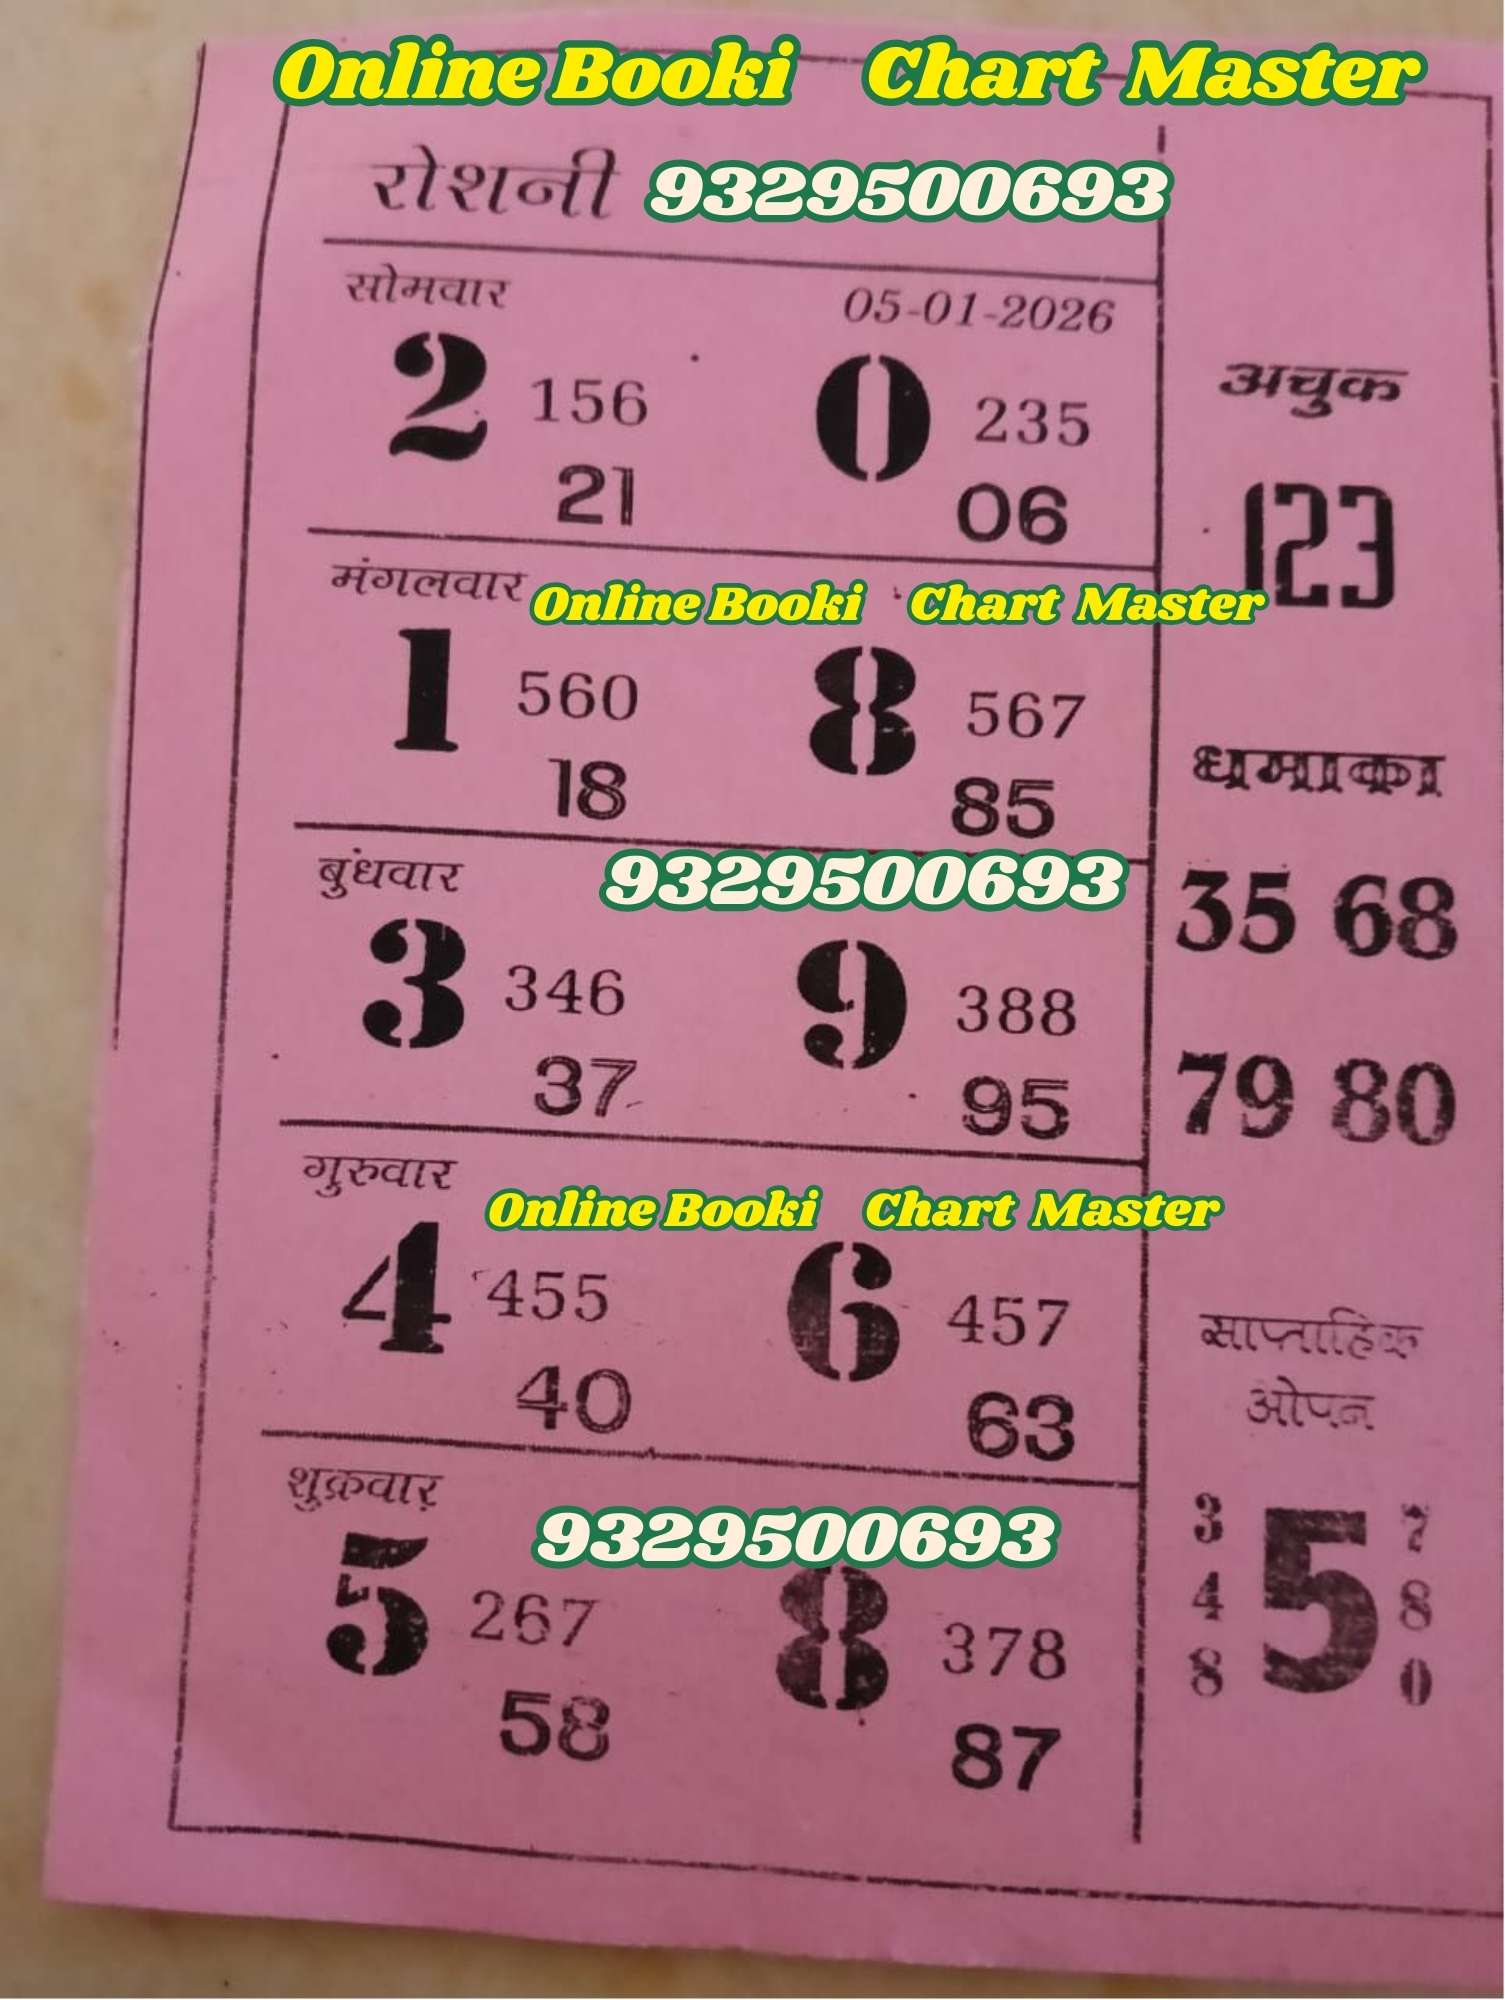 Online Booki Chart Master
रोशनी 9329500693
सोमवार 05-01-2026
2 156 0 235
21 06
मंगलवार Online Booki Chart Master
1 560 8 567
18 85
बुंधवार 9329500693
3 346 9 388
37 95
गुरुवार Online Booki Chart Master
4 455 6 457
40 63
शुक्रवार 9329500693
5 267 8 378
58 87
अचुक
123
धमाका
35 68
79 80
साप्ताहिक
ओपन
3 7
4 5 8
8 0